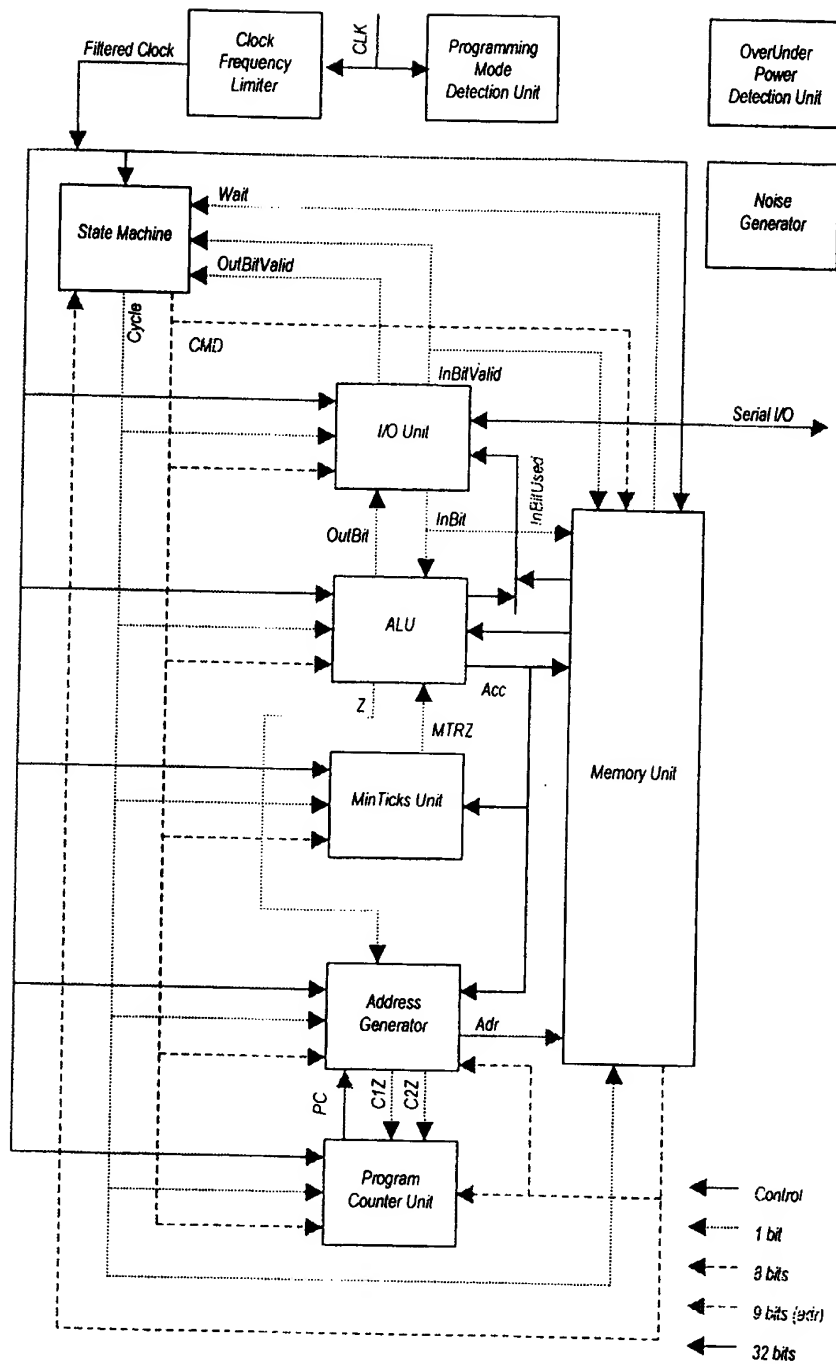 Filtered Clock
Clock
Frequency
Limiter
CLK
Programming
Mode
Detection Unit
OverUnder
Power
Detection Unit
State Machine
Wait
OutBitValid
Noise
Generator
Cycle
CMD
InBitValid
I/O Unit
Serial I/O
OutBit
InBit
InBitUsed
ALU
Z
Acc
MTRZ
MinTicks Unit
Memory Unit
Address
Generator
Adr
PC
C1Z
C2Z
Program
Counter Unit
Control
1 bit
8 bits
9 bits (adr)
32 bits